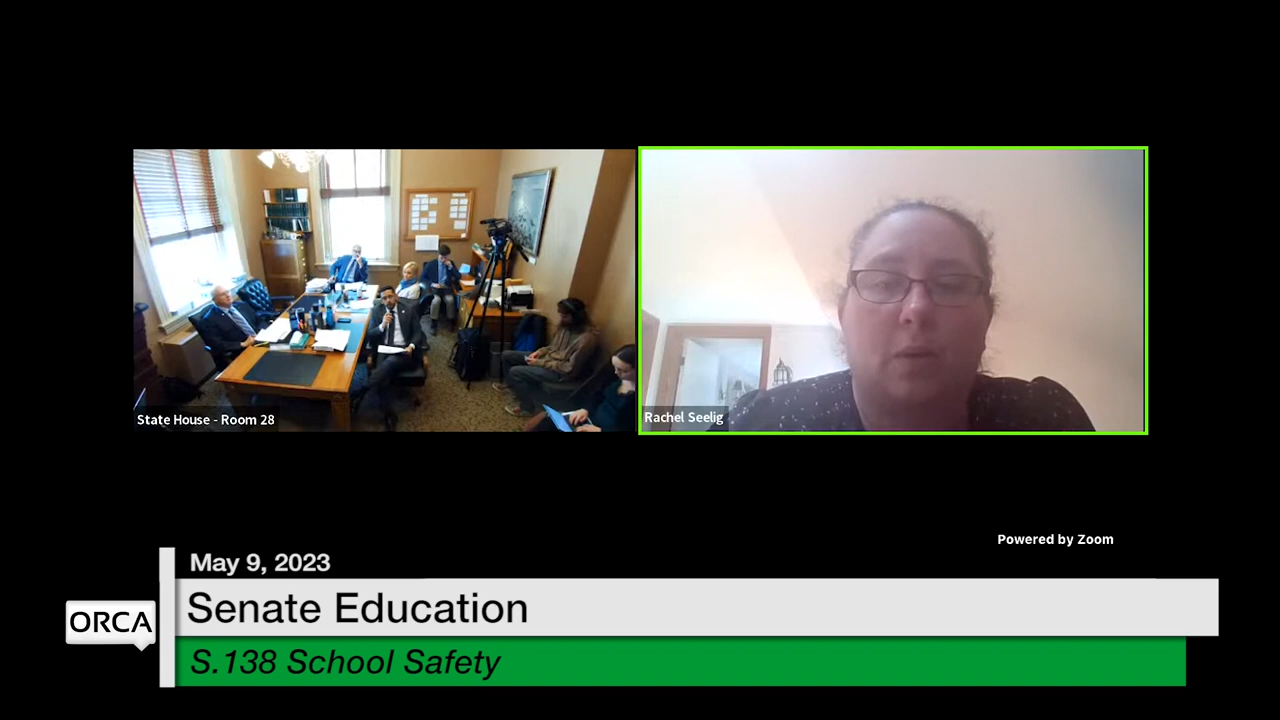 State House - Room 28
Rachel Seelig
Powered by Zoom
May 9, 2023
Senate Education
ORCA
S.138 School Safety